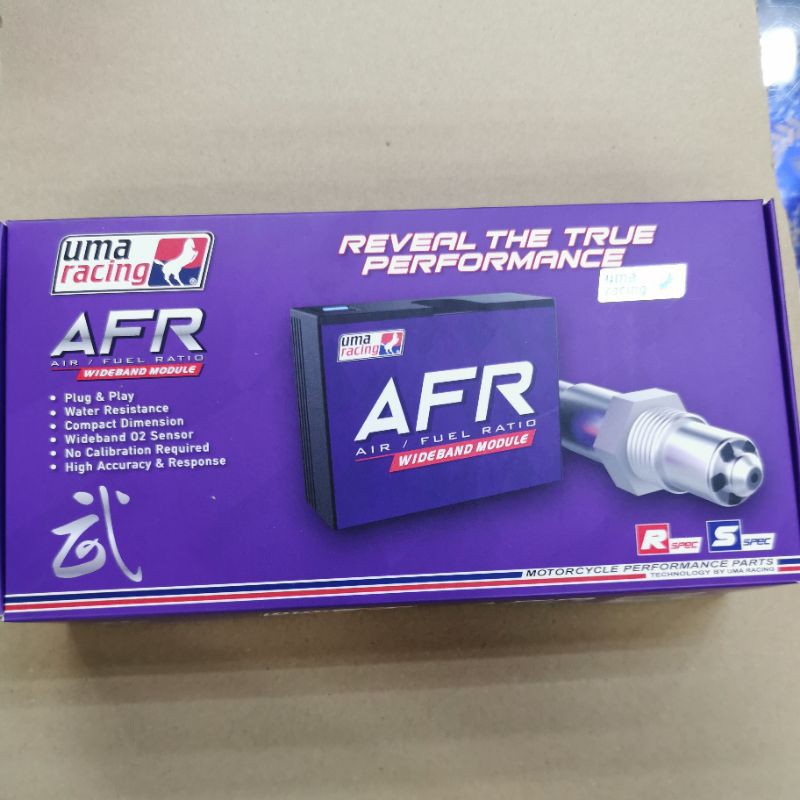 uma
racing
REVEAL THE TRUE
PERFORMANCE
uma
racing
AFR
AIR / FUEL RATIO
WIDEBAND MODULE
• Plug & Play
• Water Resistance
• Compact Dimension
• Wideband O2 Sensor
• No Calibration Required
• High Accuracy & Response
武
uma
racing
AFR
AIR / FUEL RATIO
WIDEBAND MODULE
R SPEC
S SPEC
MOTORCYCLE PERFORMANCE PARTS
TECHNOLOGY BY UMA RACING